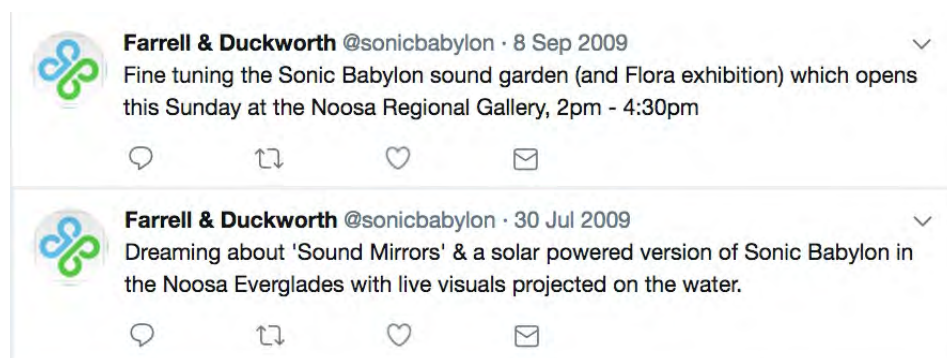 Farrell & Duckworth @sonicbabylon · 8 Sep 2009
Fine tuning the Sonic Babylon sound garden (and Flora exhibition) which opens
this Sunday at the Noosa Regional Gallery, 2pm - 4:30pm
Farrell & Duckworth @sonicbabylon · 30 Jul 2009
Dreaming about 'Sound Mirrors' & a solar powered version of Sonic Babylon in
the Noosa Everglades with live visuals projected on the water.